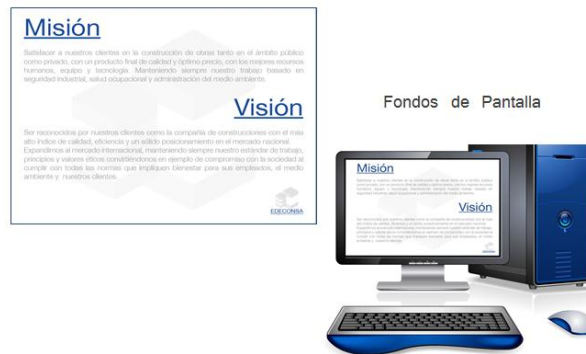 Misión
Satisfacer a nuestros clientes en la construcción de obras tanto en el ámbito público
como privado, con un producto final de calidad y óptimo precio, con los mejores recursos
humanos, equipo y tecnología. Manteniendo siempre nuestro trabajo basado en
seguridad industrial, salud ocupacional y administración del medio ambiente.
Visión
Ser reconocidos por nuestros clientes como la compañía de construcciones con el más
alto índice de calidad, eficiencia y un sólido posicionamiento en el mercado nacional.
Expandirnos al mercado internacional, manteniendo siempre nuestro estándar de trabajo,
principios y valores éticos convirtiéndonos en ejemplo de compromiso con la sociedad al
cumplir con todas las normas que impliquen bienestar para sus empleados, el medio
ambiente y nuestros clientes.
EDECONSA
Fondos de Pantalla
Misión
Visión